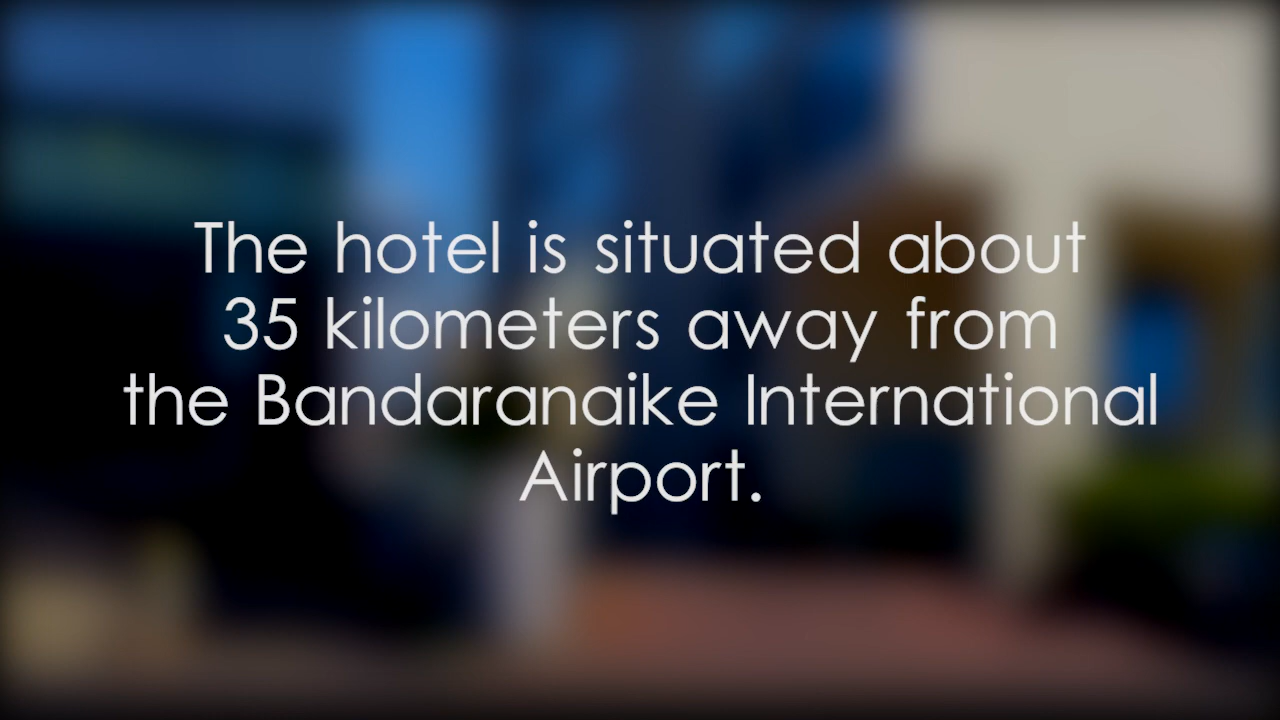 The hotel is situated about
35 kilometers away from
the Bandaranaike International
Airport.